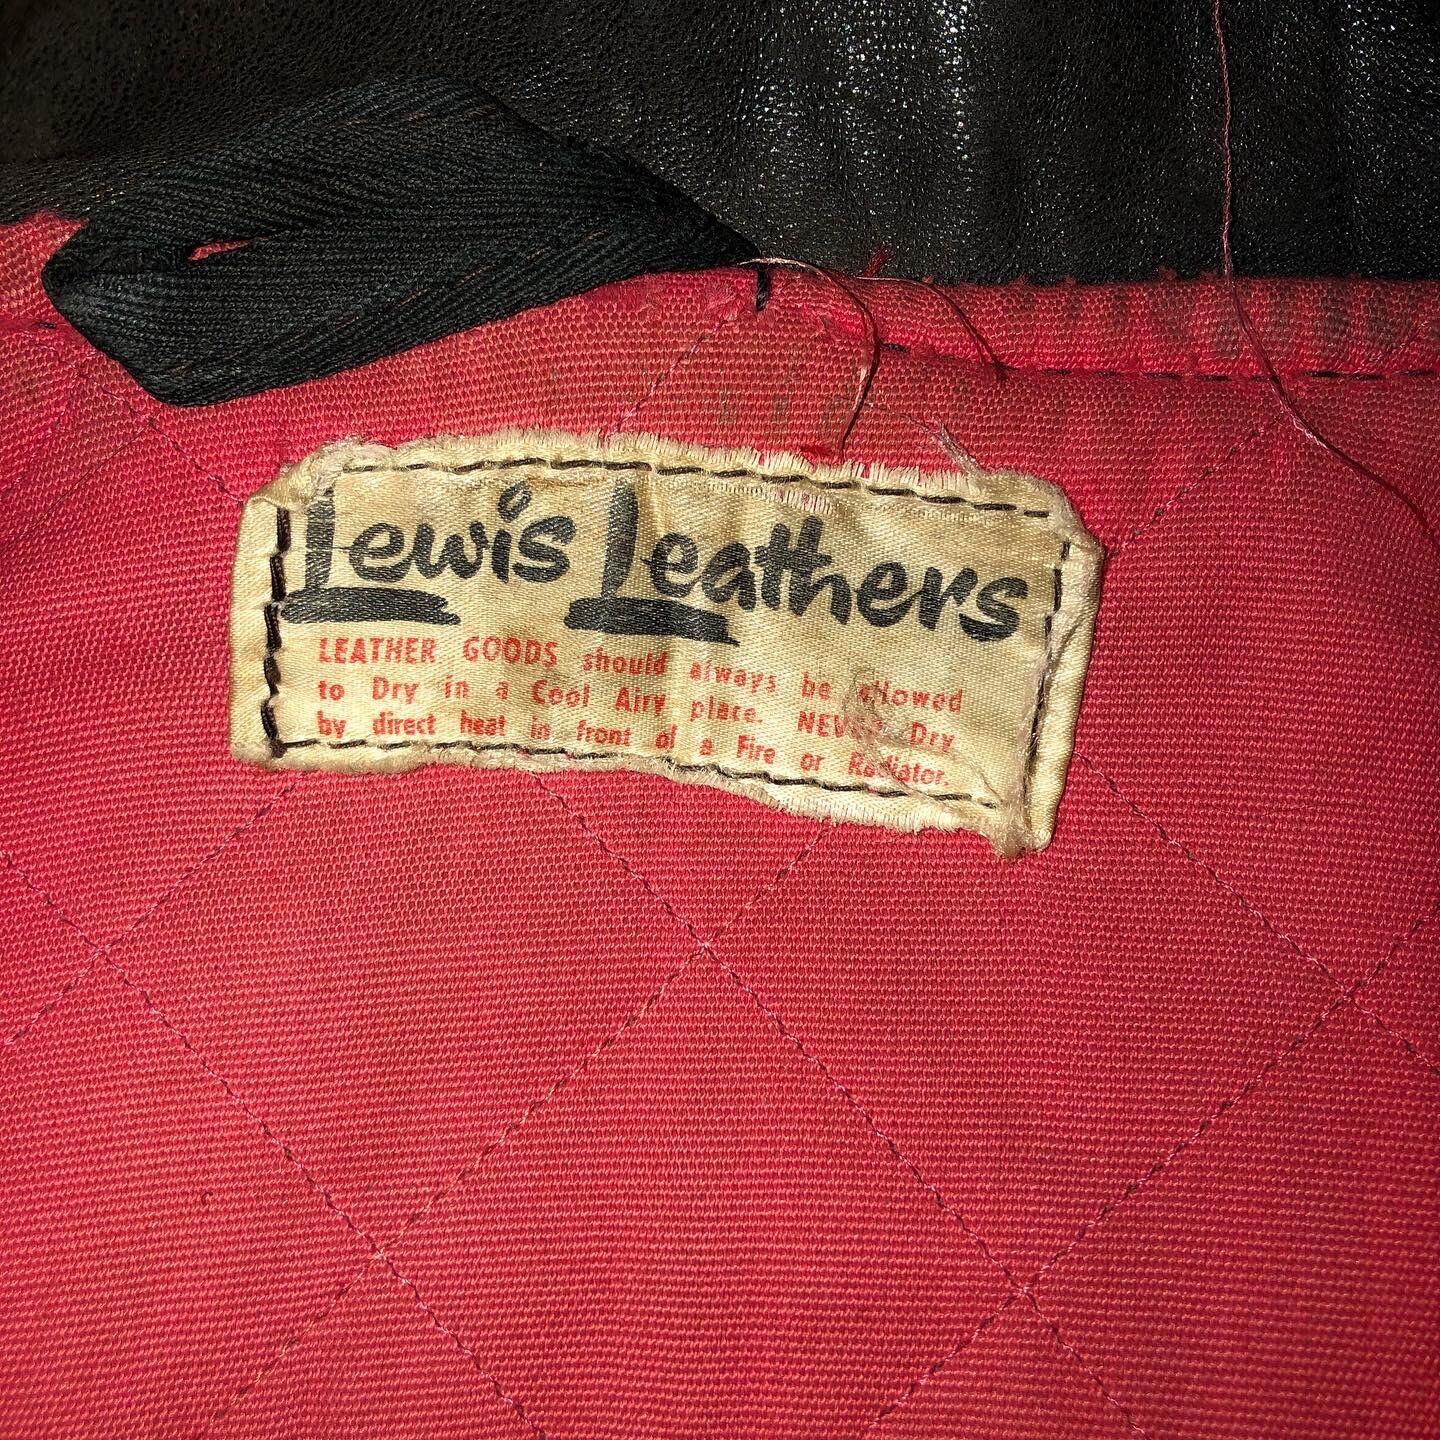 Lewis Leathers
LEATHER GOODS should always be allowed
to Dry in a Cool Airy place. NEVER Dry
by direct heat in front of a Fire or Radiator.